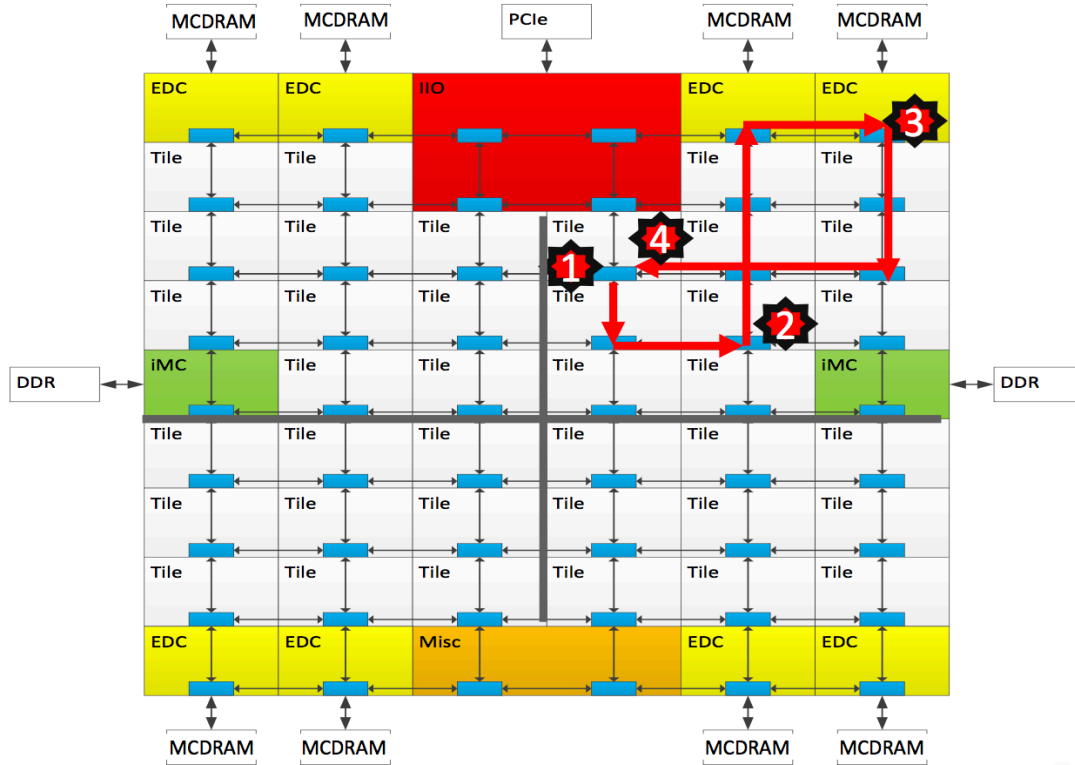 MCDRAM MCDRAM PCIe MCDRAM MCDRAM
EDC EDC IIO EDC EDC
3
Tile Tile Tile Tile
Tile Tile Tile Tile Tile Tile
4
1
Tile Tile Tile Tile Tile Tile
2
iMC Tile Tile Tile Tile iMC
DDR DDR
Tile Tile Tile Tile Tile Tile
Tile Tile Tile Tile Tile Tile
Tile Tile Tile Tile Tile Tile
EDC EDC Misc EDC EDC
MCDRAM MCDRAM MCDRAM MCDRAM